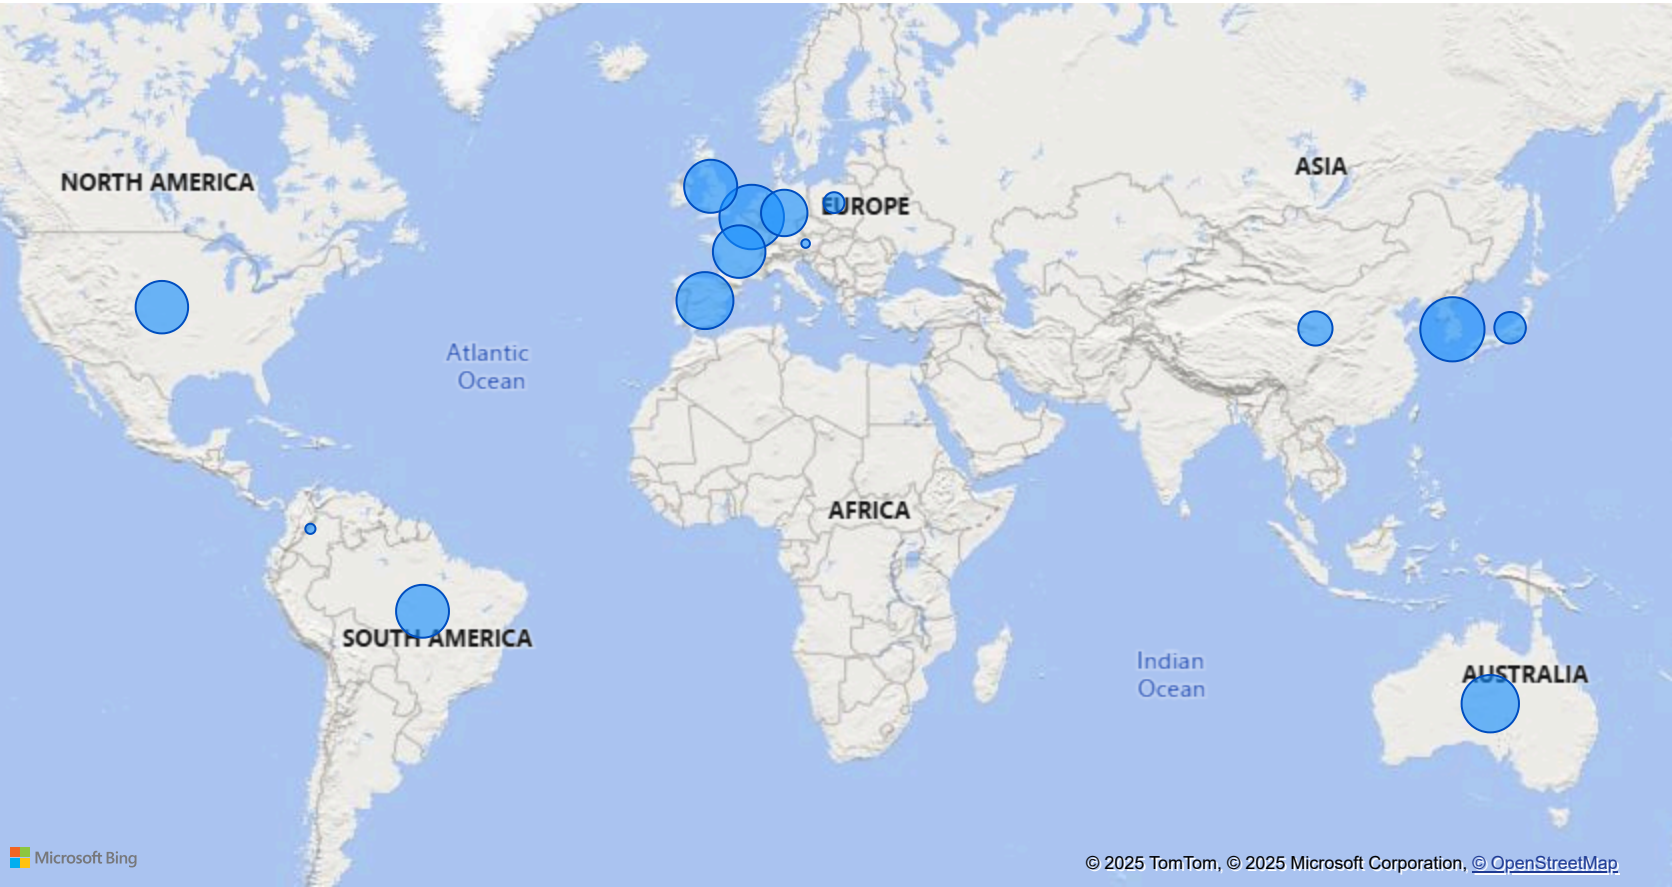 ASIA
NORTH AMERICA
EUROPE
Atlantic
Ocean
AFRICA
SOUTH AMERICA
Indian
Ocean
AUSTRALIA
Microsoft Bing
© 2025 TomTom, © 2025 Microsoft Corporation, © OpenStreetMap